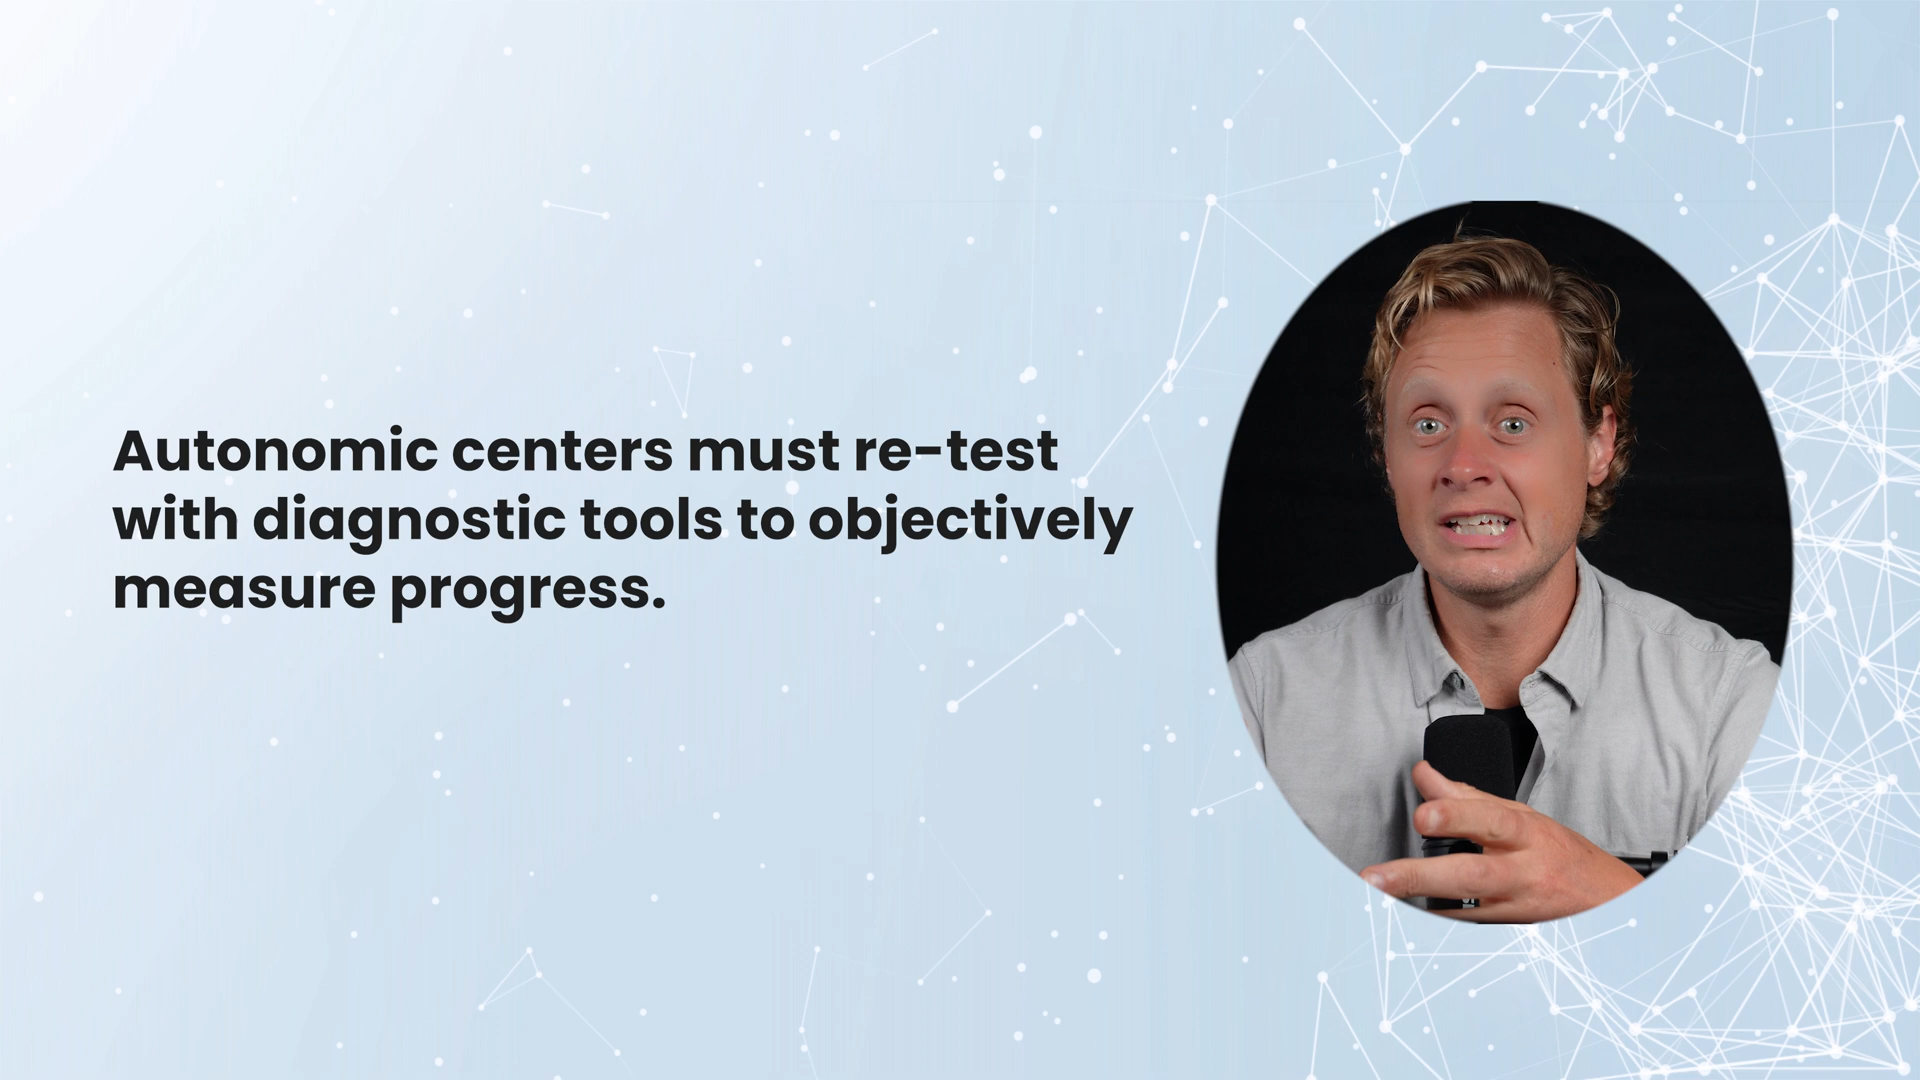 Autonomic centers must re-test
with diagnostic tools to objectively
measure progress.